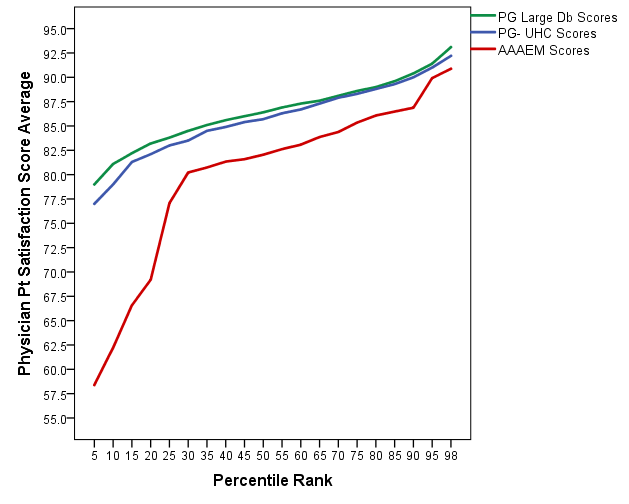 PG Large Db Scores
PG- UHC Scores
AAAEM Scores
Physician Pt Satisfaction Score Average
95.0
92.5
90.0
87.5
85.0
82.5
80.0
77.5
75.0
72.5
70.0
67.5
65.0
62.5
60.0
57.5
55.0
5 10 15 20 25 30 35 40 45 50 55 60 65 70 75 80 85 90 95 98
Percentile Rank